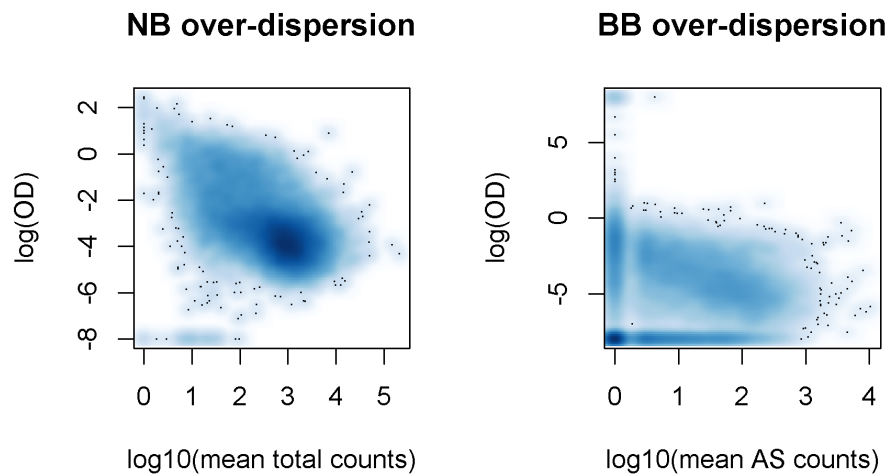 NB over-dispersion
log(OD)
2
0
-2
-4
-6
-8
0 1 2 3 4 5
log10(mean total counts)
BB over-dispersion
log(OD)
5
0
-5
0 1 2 3 4
log10(mean AS counts)